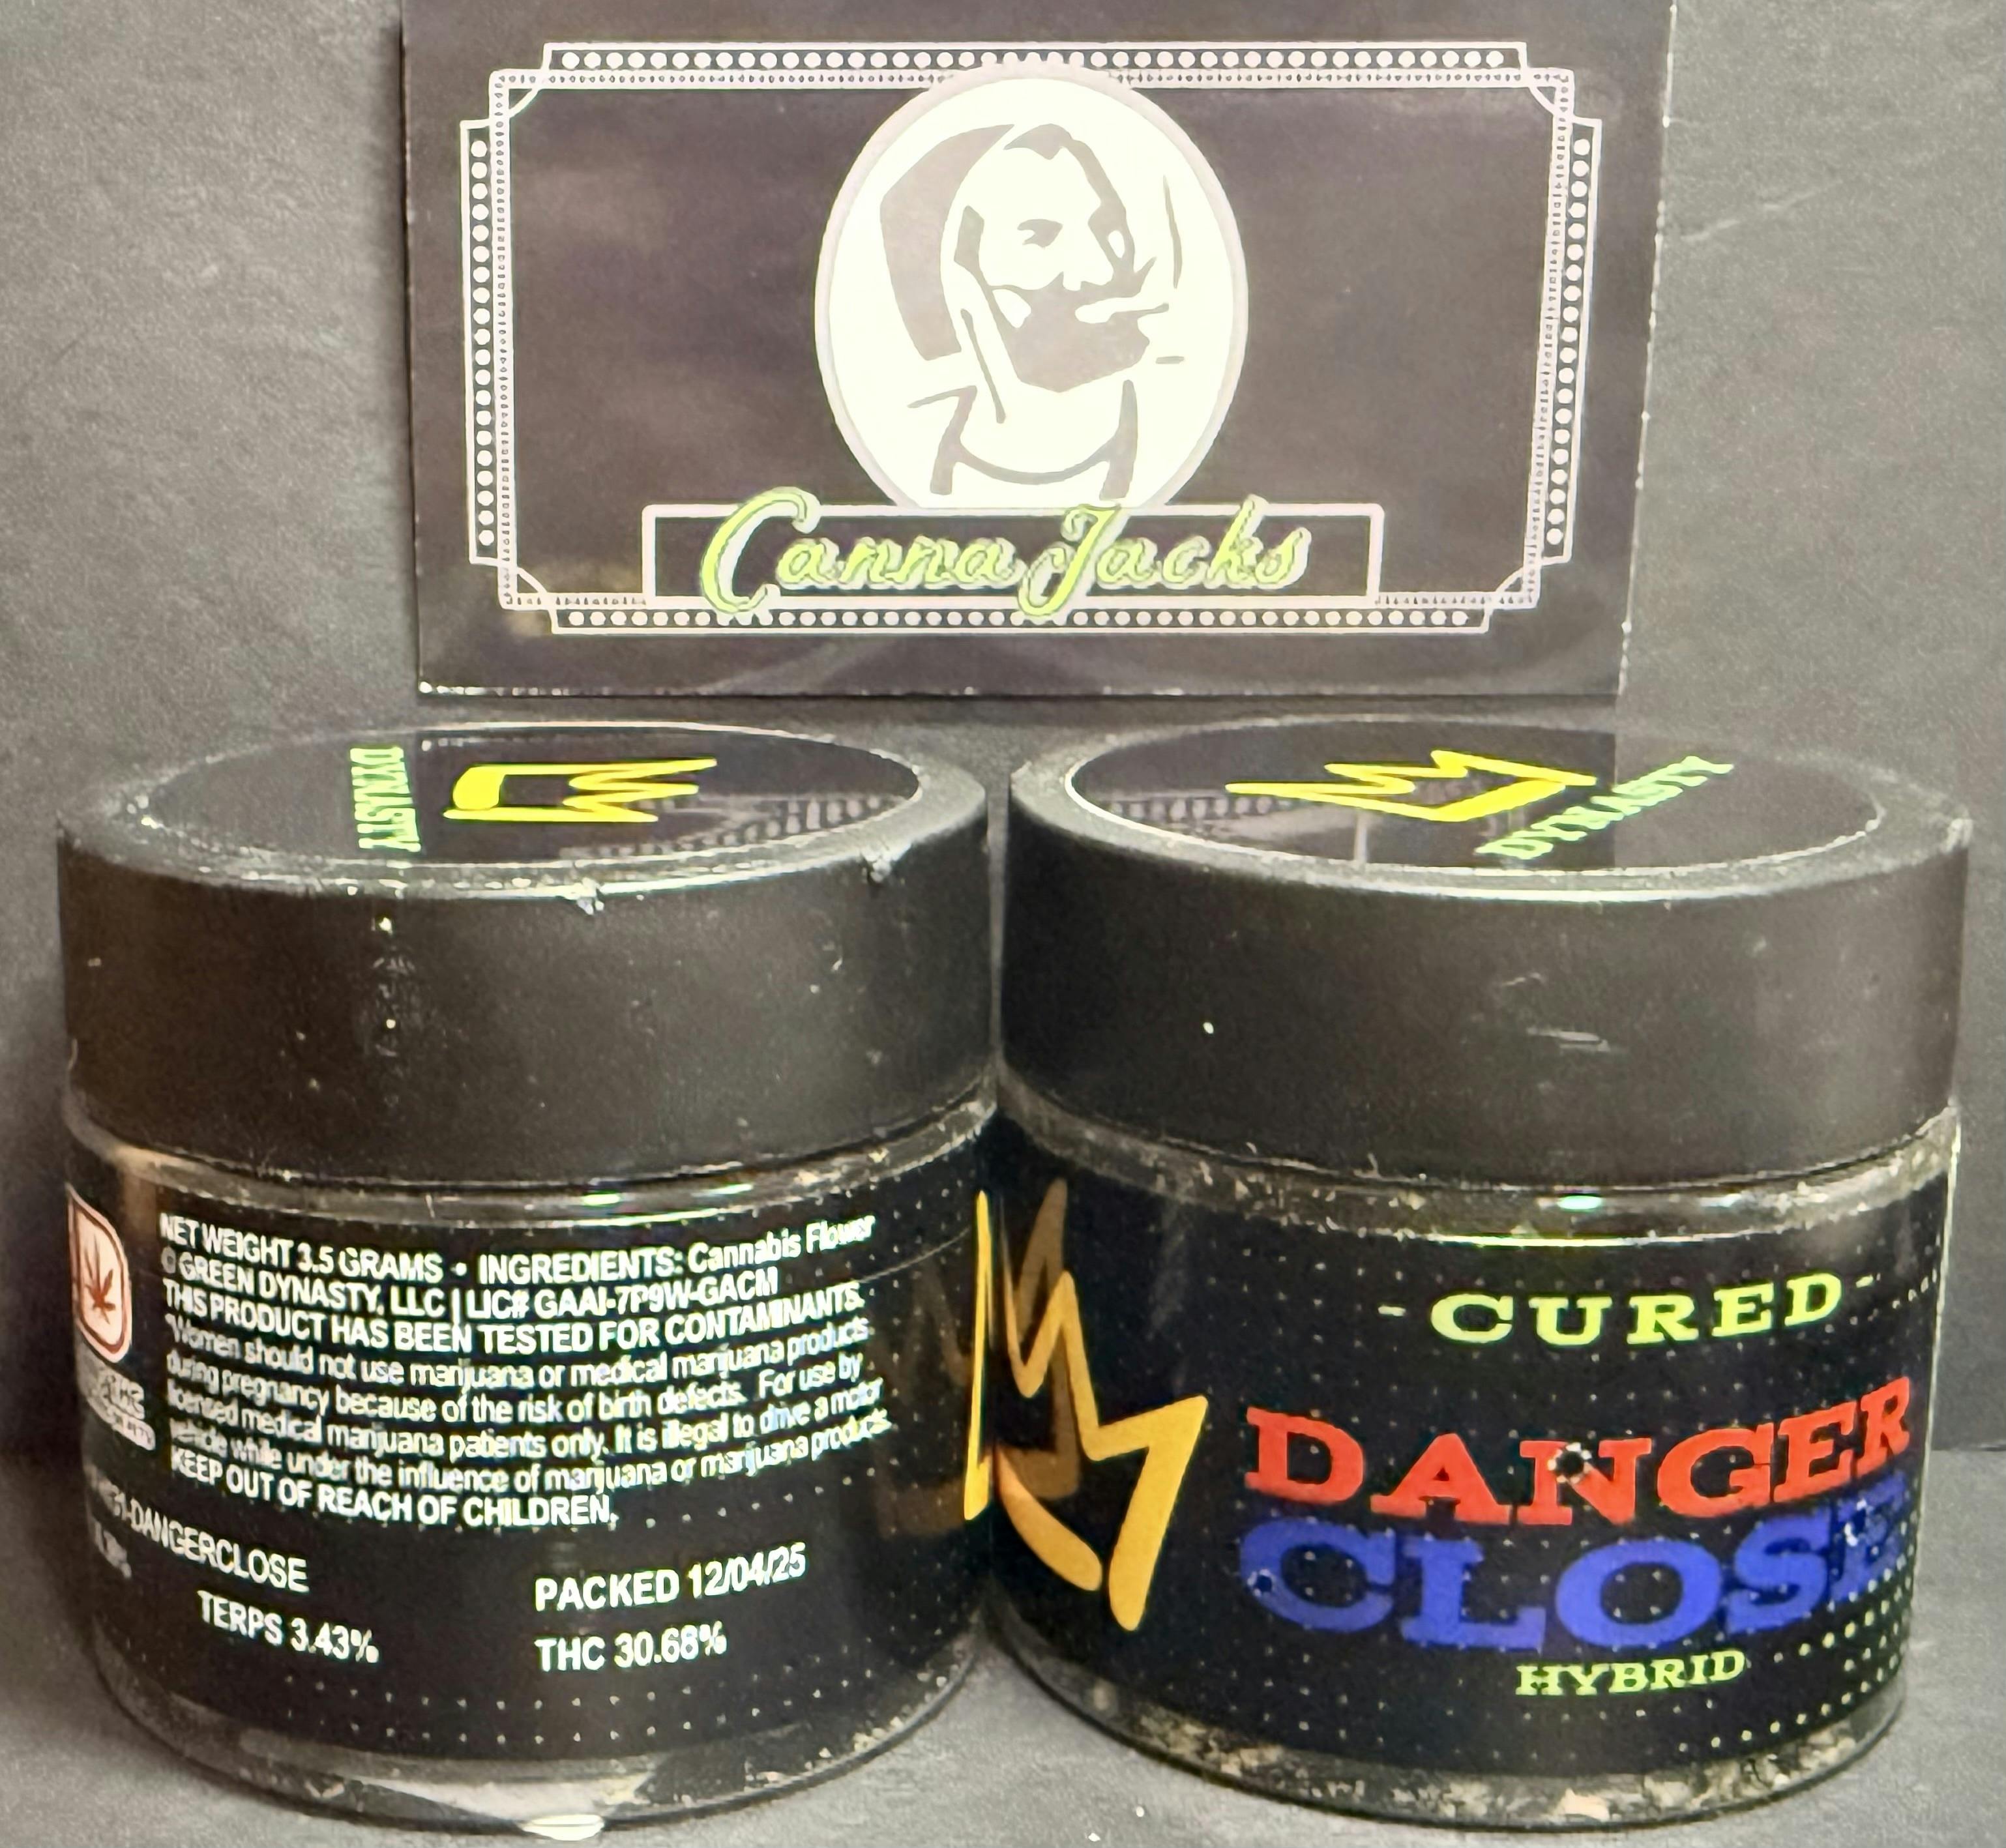 Canna Jacks
DYNASTY
DYNASTY
NET WEIGHT 3.5 GRAMS • INGREDIENTS: Cannabis Flower
GREEN DYNASTY, LLC | LIC# GAAI-7P9W-GACM
THIS PRODUCT HAS BEEN TESTED FOR CONTAMINANTS.
"Women should not use marijuana or medical marijuana products
during pregnancy because of the risk of birth defects. For use by
licensed medical marijuana patients only. It is illegal to drive a motor
vehicle while under the influence of marijuana or marijuana products.
KEEP OUT OF REACH OF CHILDREN.
DANGERCLOSE
PACKED 12/04/25
TERPS 3.43%
THC 30.68%
- CURED -
DANGER
CLOSE
HYBRID